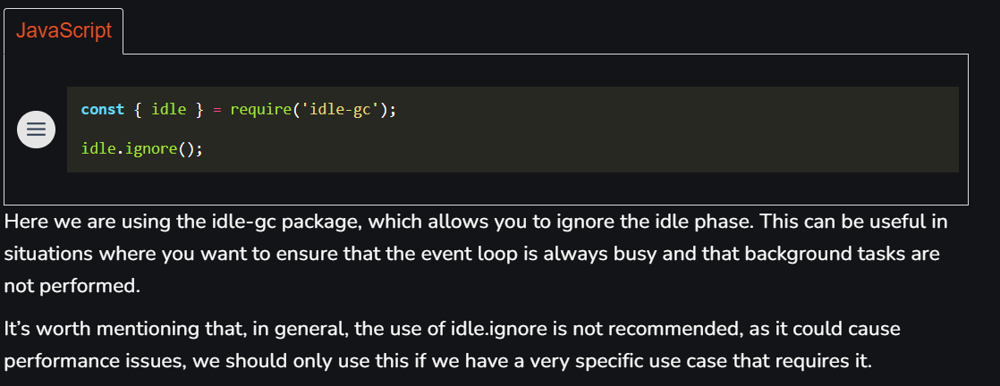 JavaScript
const { idle } = require('idle-gc');
idle.ignore();
Here we are using the idle-gc package, which allows you to ignore the idle phase. This can be useful in
situations where you want to ensure that the event loop is always busy and that background tasks are
not performed.
It’s worth mentioning that, in general, the use of idle.ignore is not recommended, as it could cause
performance issues, we should only use this if we have a very specific use case that requires it.